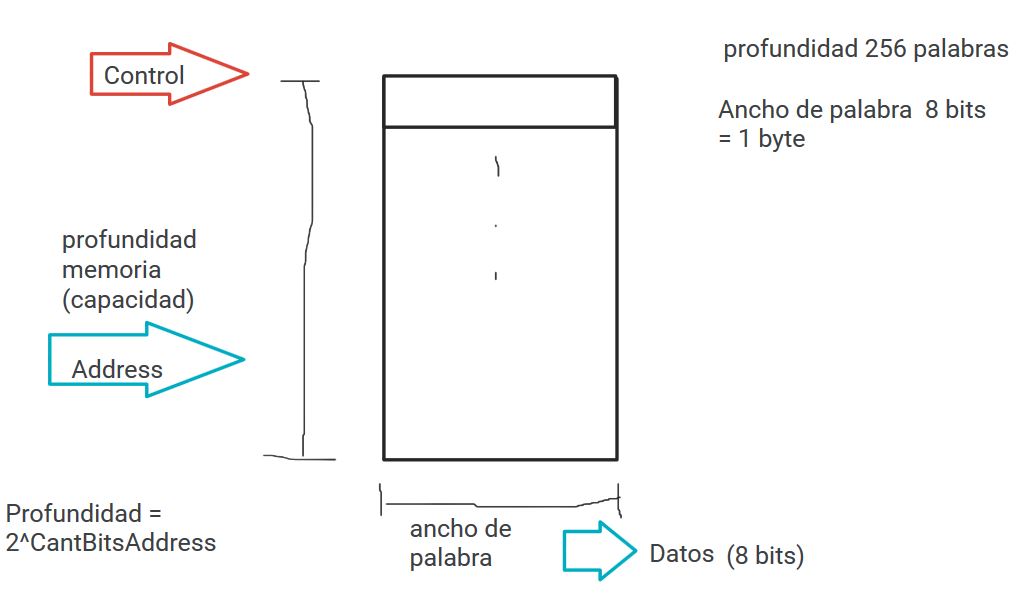 Control
profundidad 256 palabras
Ancho de palabra 8 bits
= 1 byte
profundidad
memoria
(capacidad)
Address
Profundidad =
2^CantBitsAddress
ancho de
palabra
Datos (8 bits)